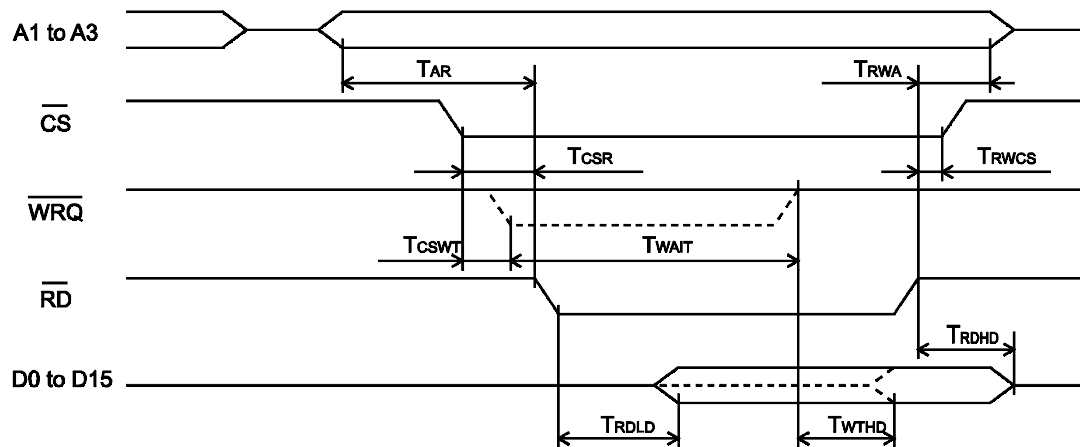 A1 to A3
TAR
TRWA
CS
TCSR
TRWCS
WRQ
TCSWT
TWAIT
RD
TRDHD
D0 to D15
TRDLD
TWTHD